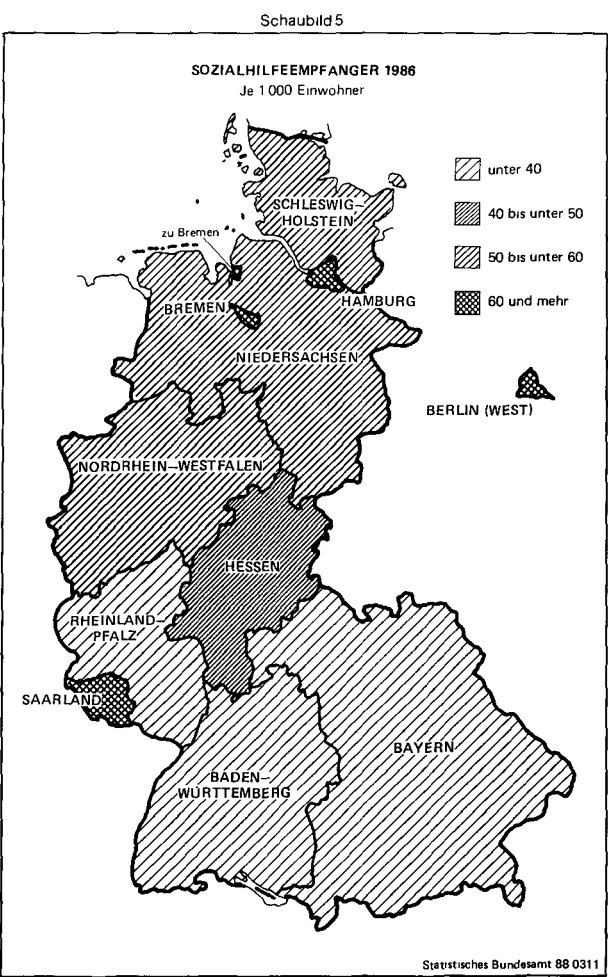 Schaubild 5
SOZIALHILFEEMPFANGER 1986
Je 1 000 Einwohner
unter 40
40 bis unter 50
50 bis unter 60
60 und mehr
SCHLESWIG–
HOLSTEIN
zu Bremen
HAMBURG
BREMEN
NIEDERSACHSEN
BERLIN (WEST)
NORDRHEIN–WESTFALEN
HESSEN
RHEINLAND–
PFALZ
SAARLAND
BAYERN
BADEN–
WÜRTTEMBERG
Statistisches Bundesamt 88 0311